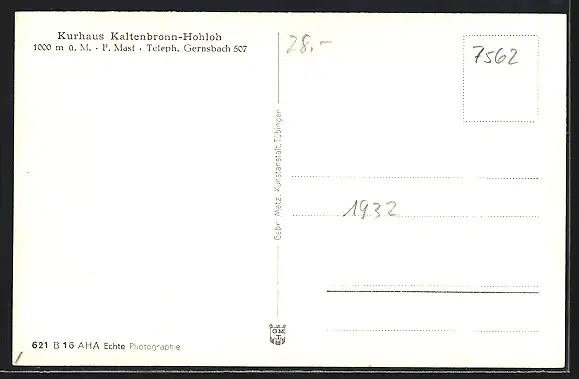 Kurhaus Kaltenbronn-Hohloh
1000 m ü. M. · F. Mast · Teleph. Gernsbach 507
28,-
7562
Gebr. Metz, Kunstanstalt, Tübingen
1932
GM
T
621 B 16 AHA Echte Photographie